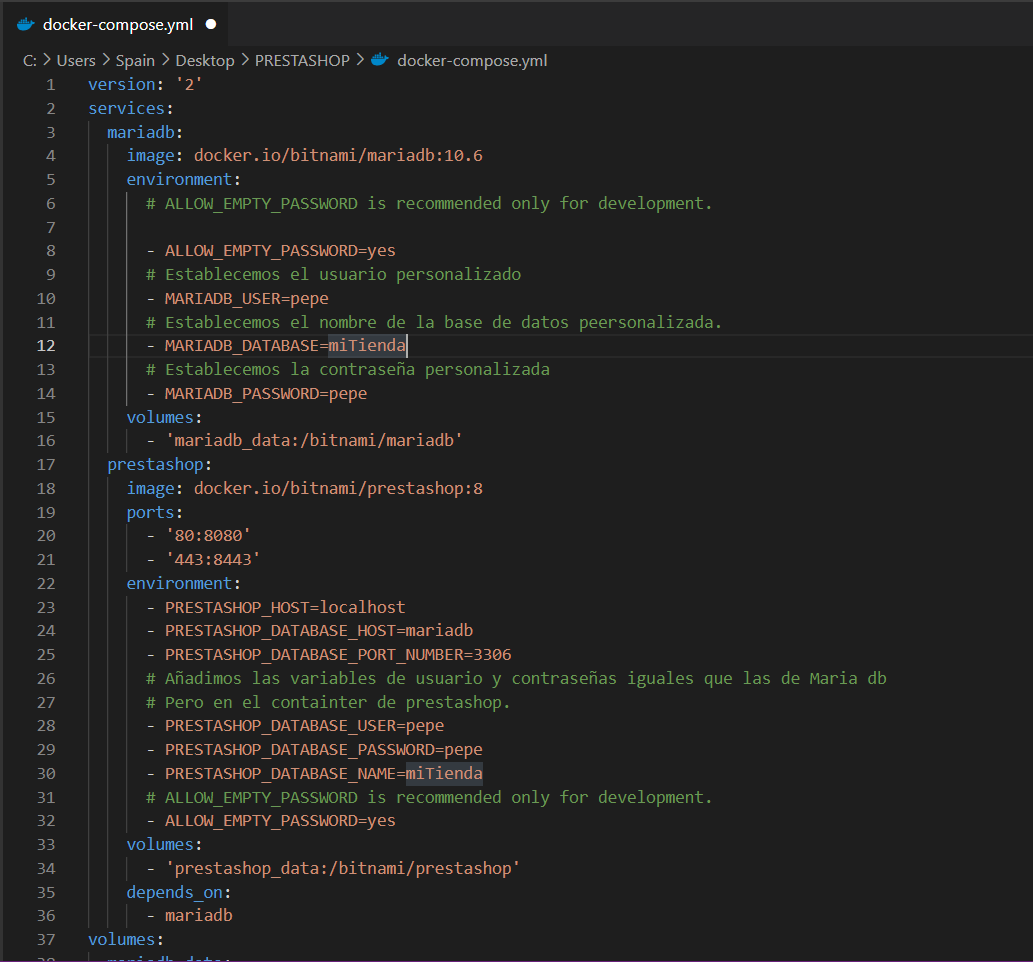 docker-compose.yml
C: > Users > Spain > Desktop > PRESTASHOP > docker-compose.yml
1 version: '2'
2 services:
3 mariadb:
4 image: docker.io/bitnami/mariadb:10.6
5 environment:
6 # ALLOW_EMPTY_PASSWORD is recommended only for development.
7
8 - ALLOW_EMPTY_PASSWORD=yes
9 # Establecemos el usuario personalizado
10 - MARIADB_USER=pepe
11 # Establecemos el nombre de la base de datos peersonalizada.
12 - MARIADB_DATABASE=miTienda
13 # Establecemos la contraseña personalizada
14 - MARIADB_PASSWORD=pepe
15 volumes:
16 - 'mariadb_data:/bitnami/mariadb'
17 prestashop:
18 image: docker.io/bitnami/prestashop:8
19 ports:
20 - '80:8080'
21 - '443:8443'
22 environment:
23 - PRESTASHOP_HOST=localhost
24 - PRESTASHOP_DATABASE_HOST=mariadb
25 - PRESTASHOP_DATABASE_PORT_NUMBER=3306
26 # Añadimos las variables de usuario y contraseñas iguales que las de Maria db
27 # Pero en el containter de prestashop.
28 - PRESTASHOP_DATABASE_USER=pepe
29 - PRESTASHOP_DATABASE_PASSWORD=pepe
30 - PRESTASHOP_DATABASE_NAME=miTienda
31 # ALLOW_EMPTY_PASSWORD is recommended only for development.
32 - ALLOW_EMPTY_PASSWORD=yes
33 volumes:
34 - 'prestashop_data:/bitnami/prestashop'
35 depends_on:
36 - mariadb
37 volumes:
38 mariadb_data: